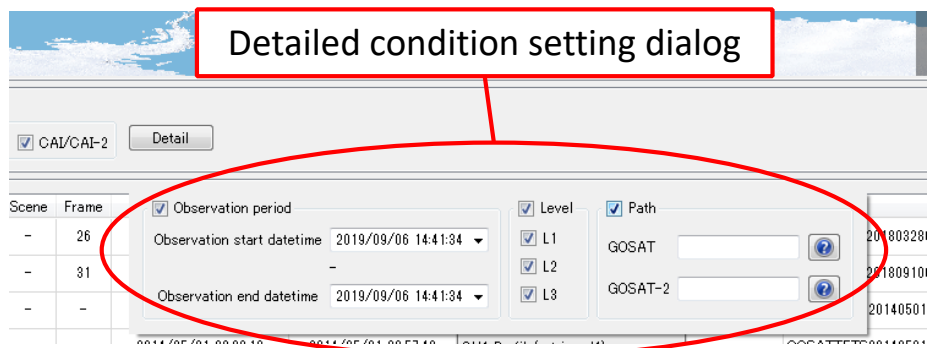 Detailed condition setting dialog
CAI/CAI-2 Detail
Scene Frame
Observation period Level Path
- 26 Observation start datetime 2019/09/06 14:41:34 L1 GOSAT
-
- 31 L2
Observation end datetime 2019/09/06 14:41:34 L3 GOSAT-2
- - 20140501